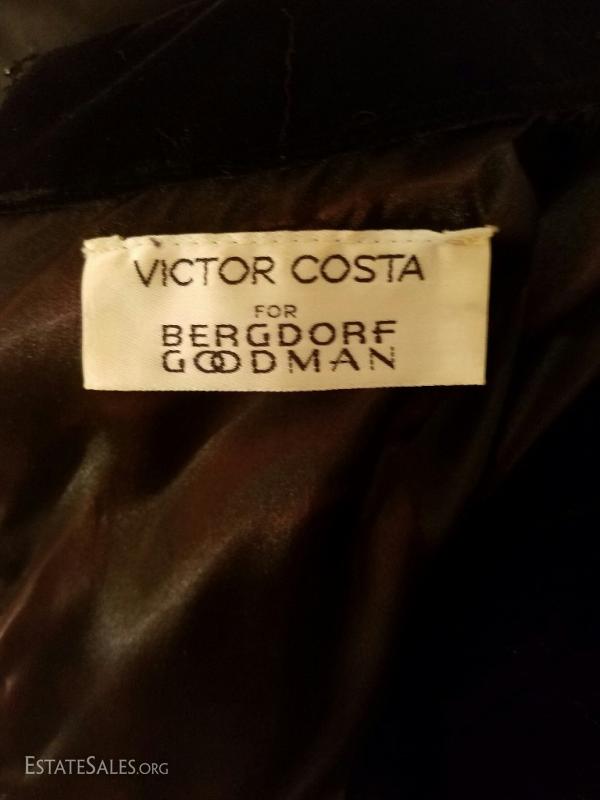 VICTOR COSTA
FOR
BERGDORF
GOODMAN
ESTATESALES.ORG